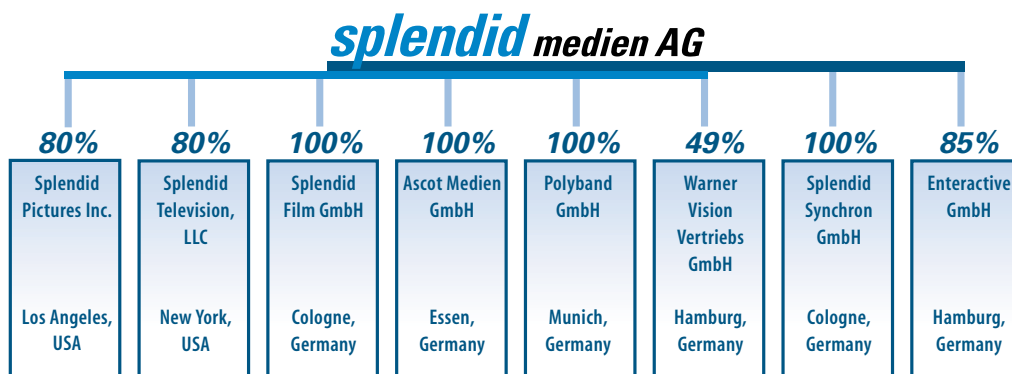 splendid medien AG
80%
80%
100%
100%
100%
49%
100%
85%
Splendid
Pictures Inc.
Los Angeles,
USA
Splendid
Television,
LLC
New York,
USA
Splendid
Film GmbH
Cologne,
Germany
Ascot Medien
GmbH
Essen,
Germany
Polyband
GmbH
Munich,
Germany
Warner
Vision
Vertriebs
GmbH
Hamburg,
Germany
Splendid
Synchron
GmbH
Cologne,
Germany
Enteractive
GmbH
Hamburg,
Germany